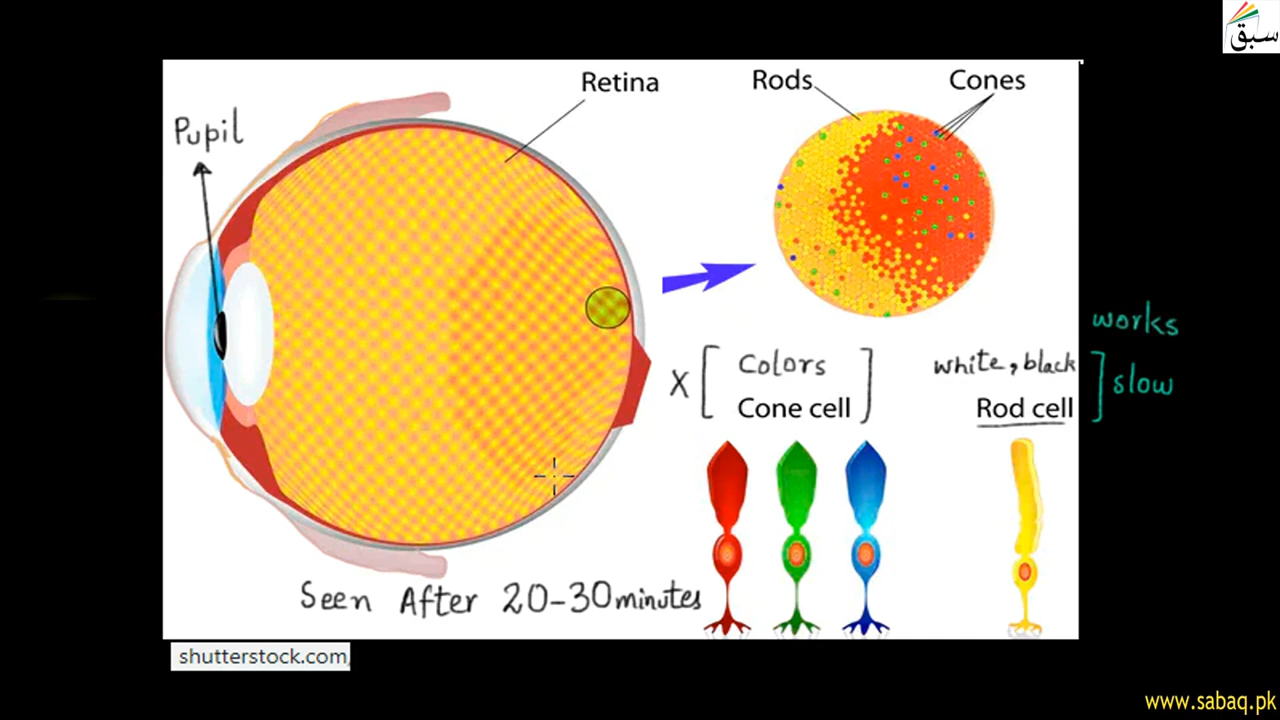 سبق
Retina
Rods
Cones
Pupil
works
X [ Colors ]
white, black
] slow
Cone cell
Rod cell
Seen After 20-30 minutes
shutterstock.com
www.sabaq.pk